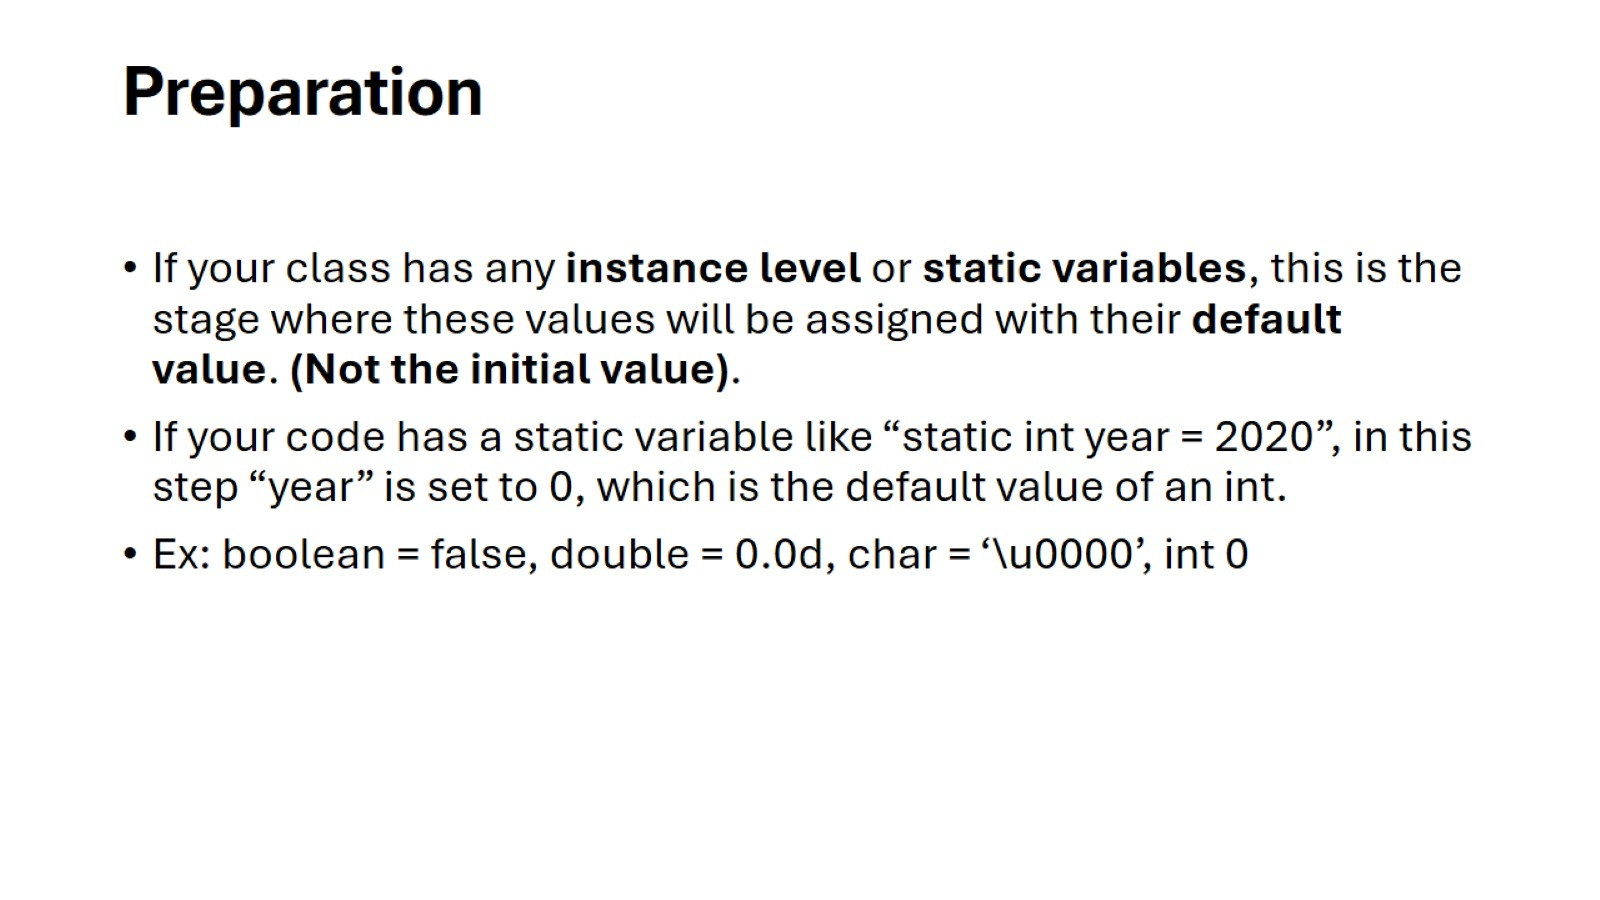 Preparation
• If your class has any instance level or static variables, this is the
stage where these values will be assigned with their default
value. (Not the initial value).
• If your code has a static variable like “static int year = 2020”, in this
step “year” is set to 0, which is the default value of an int.
• Ex: boolean = false, double = 0.0d, char = ‘\u0000’, int 0